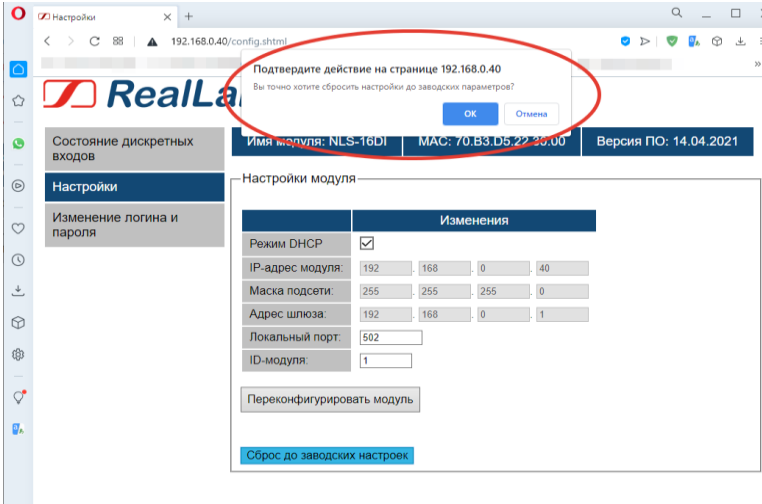 Настройки
192.168.0.40/config.shtml
Подтвердите действие на странице 192.168.0.40
Вы точно хотите сбросить настройки до заводских параметров?
ОК
Отмена
RealLa
Состояние дискретных
входов
Настройки
Изменение логина и
пароля
Имя модуля: NLS-16DI
MAC: 70.B3.D5.22.30.00
Версия ПО: 14.04.2021
Настройки модуля
Изменения
Режим DHCP
IP-адрес модуля: 192 . 168 . 0 . 40
Маска подсети: 255 . 255 . 255 . 0
Адрес шлюза: 192 . 168 . 0 . 1
Локальный порт: 502
ID-модуля: 1
Переконфигурировать модуль
Сброс до заводских настроек